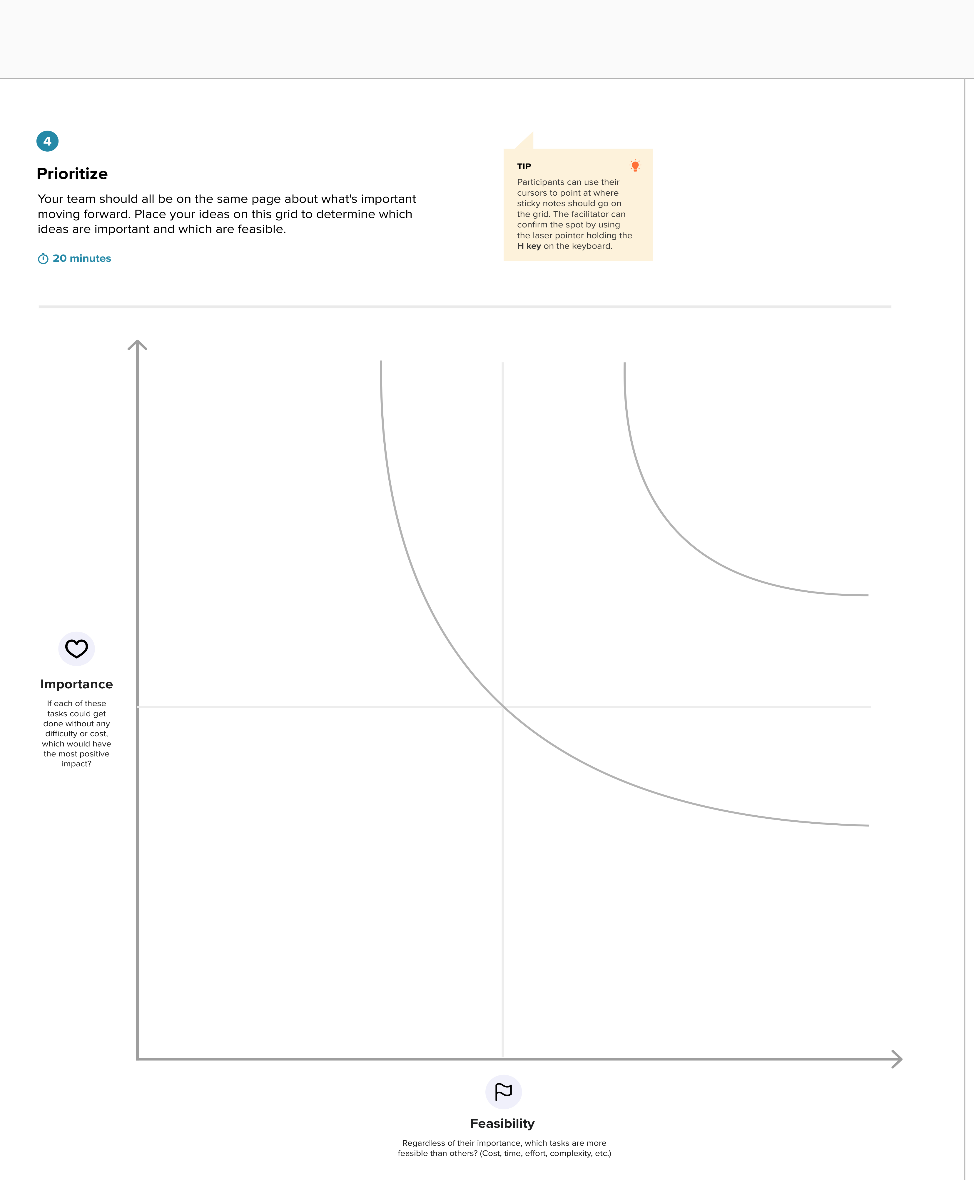 4
Prioritize
Your team should all be on the same page about what's important
moving forward. Place your ideas on this grid to determine which
ideas are important and which are feasible.
20 minutes
TIP
Participants can use their
cursors to point at where
sticky notes should go on
the grid. The facilitator can
confirm the spot by using
the laser pointer holding the
H key on the keyboard.
Importance
If each of these
tasks could get
done without any
difficulty or cost,
which would have
the most positive
impact?
Feasibility
Regardless of their importance, which tasks are more
feasible than others? (Cost, time, effort, complexity, etc.)